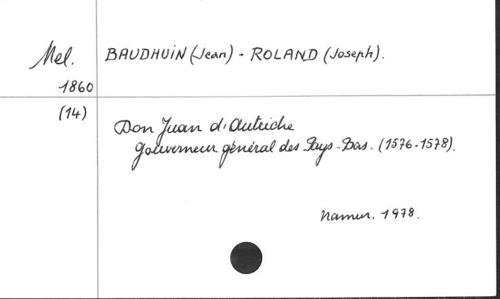 Mel. BAUDHUIN (Jean) - ROLAND (Joseph).
1860
(14)
Don Juan d'Autriche
gouverneur général des Pays-Bas. (1576-1578).
Namur. 1978.